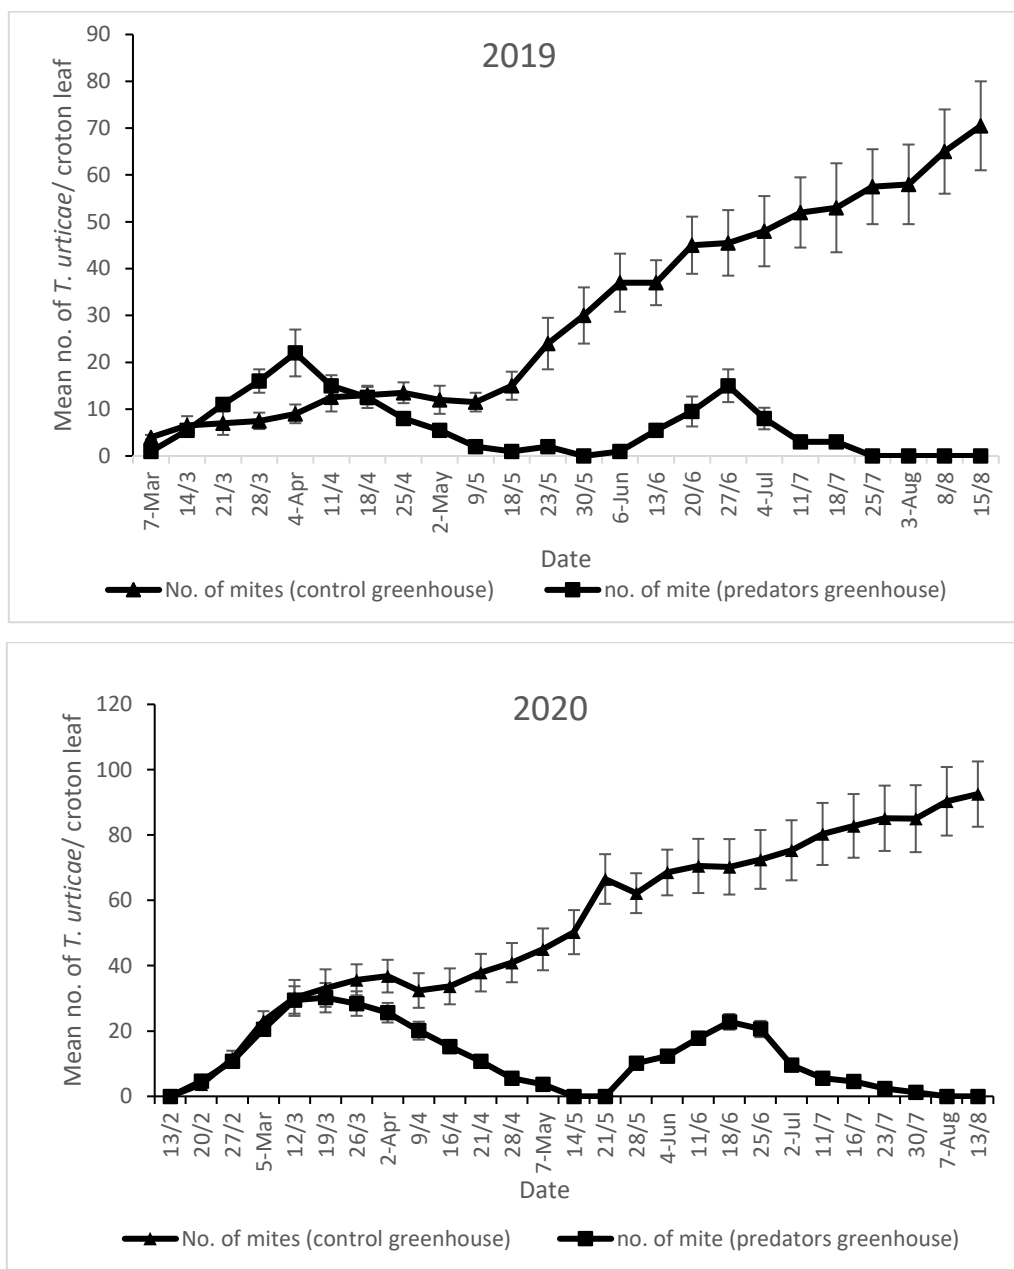 2019
Mean no. of T. urticae/ croton leaf
90
80
70
60
50
40
30
20
10
0
7-Mar
14/3
21/3
28/3
4-Apr
11/4
18/4
25/4
2-May
9/5
18/5
23/5
30/5
6-Jun
13/6
20/6
27/6
4-Jul
11/7
18/7
25/7
3-Aug
8/8
15/8
Date
No. of mites (control greenhouse)
no. of mite (predators greenhouse)
2020
Mean no. of T. urticae/ croton leaf
120
100
80
60
40
20
0
13/2
20/2
27/2
5-Mar
12/3
19/3
26/3
2-Apr
9/4
16/4
21/4
28/4
7-May
14/5
21/5
28/5
4-Jun
11/6
18/6
25/6
2-Jul
11/7
16/7
23/7
30/7
7-Aug
13/8
Date
No. of mites (control greenhouse)
no. of mite (predators greenhouse)